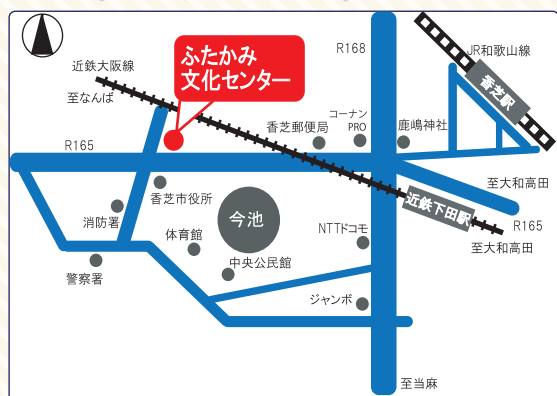 R168
JR和歌山線
香芝駅
近鉄大阪線
至なんば
ふたかみ
文化センター
コーナン
PRO
香芝郵便局
鹿嶋神社
R165
至大和高田
香芝市役所
今池
近鉄下田駅
R165
消防署
体育館
NTTドコモ
至大和高田
警察署
中央公民館
ジャンボ
至当麻